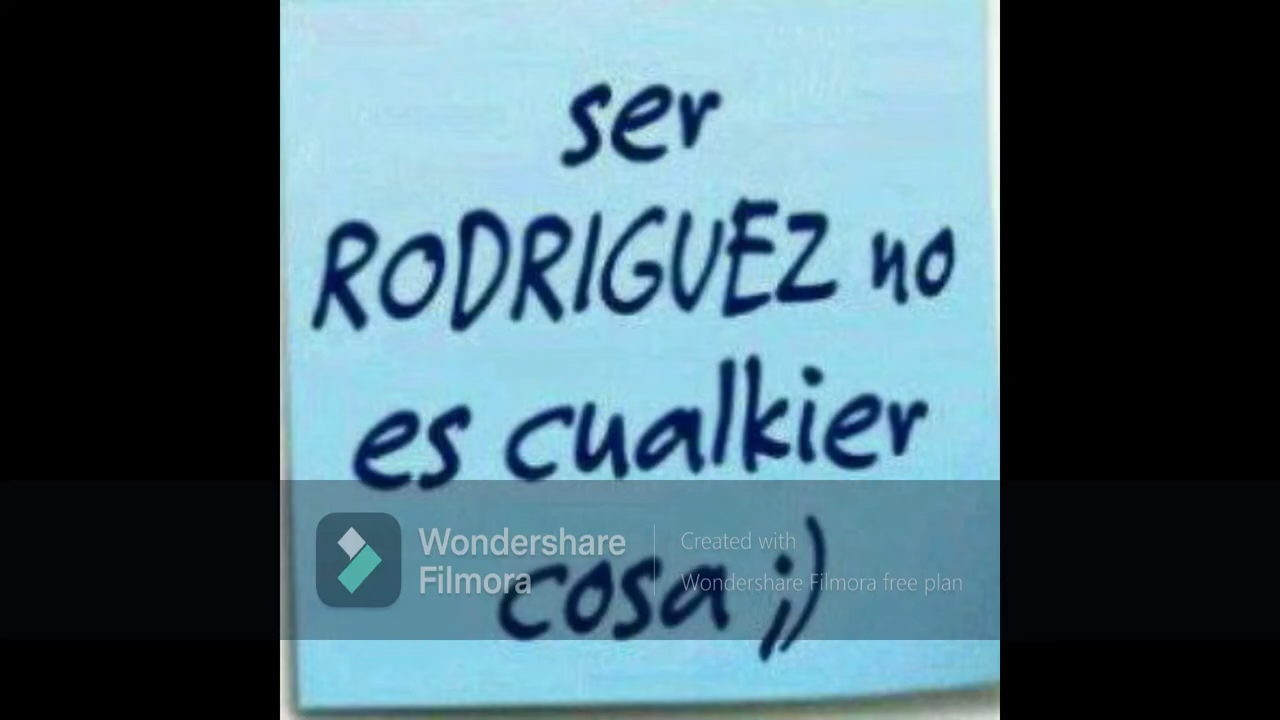 ser
RODRIGUEZ no
es cualkier
cosa ;)
Wondershare
Filmora
Created with
Wondershare Filmora free plan